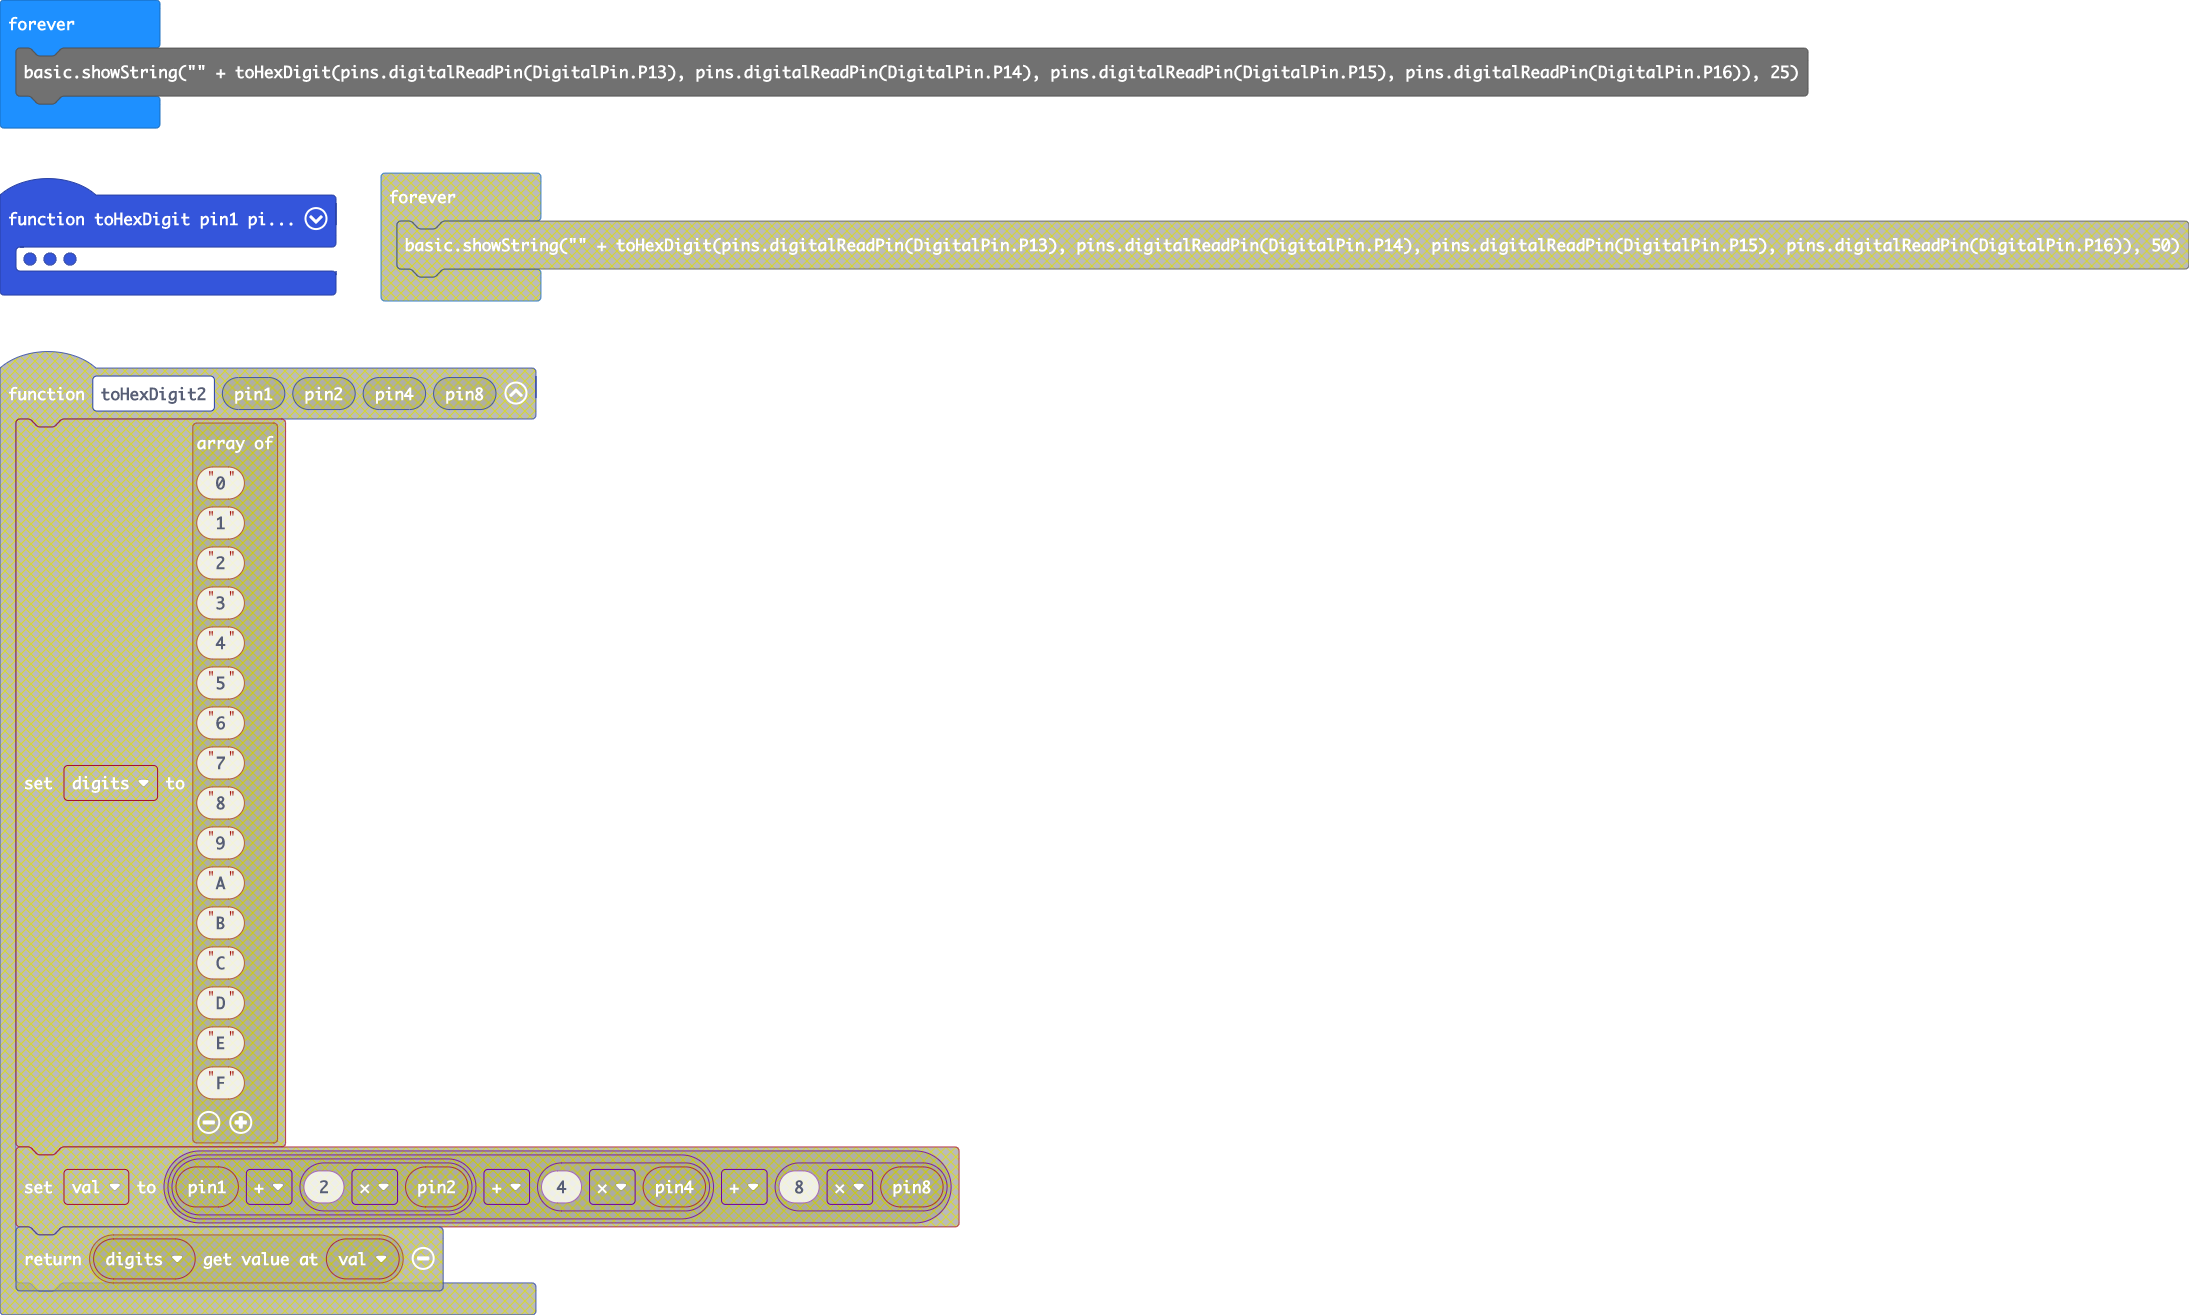 forever
basic.showString("" + toHexDigit(pins.digitalReadPin(DigitalPin.P13), pins.digitalReadPin(DigitalPin.P14), pins.digitalReadPin(DigitalPin.P15), pins.digitalReadPin(DigitalPin.P16)), 25)
function toHexDigit pin1 pi...
forever
basic.showString("" + toHexDigit(pins.digitalReadPin(DigitalPin.P13), pins.digitalReadPin(DigitalPin.P14), pins.digitalReadPin(DigitalPin.P15), pins.digitalReadPin(DigitalPin.P16)), 50)
function toHexDigit2 pin1 pin2 pin4 pin8
set digits to
array of
"0"
"1"
"2"
"3"
"4"
"5"
"6"
"7"
"8"
"9"
"A"
"B"
"C"
"D"
"E"
"F"
set val to pin1 + 2 × pin2 + 4 × pin4 + 8 × pin8
return digits get value at val